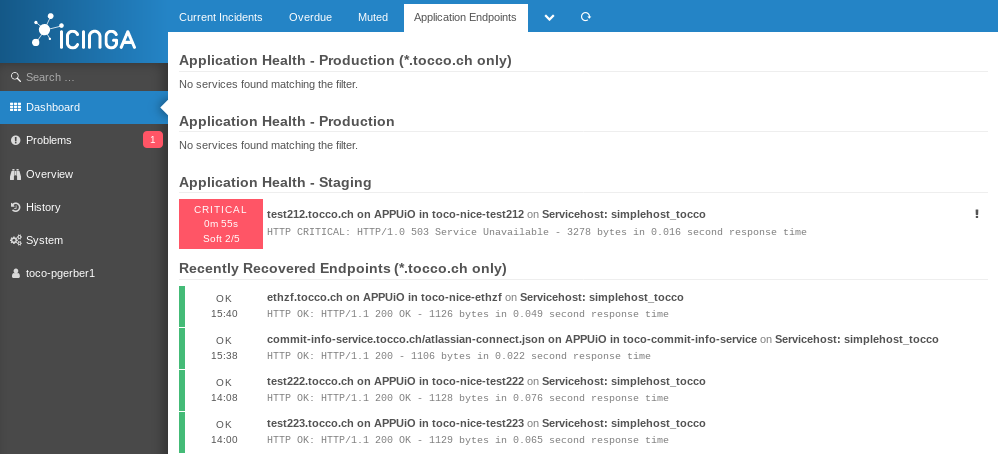 ICINGA
Current Incidents Overdue Muted Application Endpoints
Search ...
Dashboard
Problems 1
Overview
History
System
toco-pgerber1
Application Health - Production (*.tocco.ch only)
No services found matching the filter.
Application Health - Production
No services found matching the filter.
Application Health - Staging
CRITICAL
0m 55s
Soft 2/5
test212.tocco.ch on APPUiO in toco-nice-test212 on Servicehost: simplehost_tocco
HTTP CRITICAL: HTTP/1.0 503 Service Unavailable - 3278 bytes in 0.016 second response time
Recently Recovered Endpoints (*.tocco.ch only)
OK
15:40
ethzf.tocco.ch on APPUiO in toco-nice-ethzf on Servicehost: simplehost_tocco
HTTP OK: HTTP/1.1 200 OK - 1126 bytes in 0.049 second response time
OK
15:38
commit-info-service.tocco.ch/atlassian-connect.json on APPUiO in toco-commit-info-service on Servicehost: simplehost_tocco
HTTP OK: HTTP/1.1 200 - 1106 bytes in 0.022 second response time
OK
14:08
test222.tocco.ch on APPUiO in toco-nice-test222 on Servicehost: simplehost_tocco
HTTP OK: HTTP/1.1 200 OK - 1128 bytes in 0.076 second response time
OK
14:00
test223.tocco.ch on APPUiO in toco-nice-test223 on Servicehost: simplehost_tocco
HTTP OK: HTTP/1.1 200 OK - 1129 bytes in 0.065 second response time